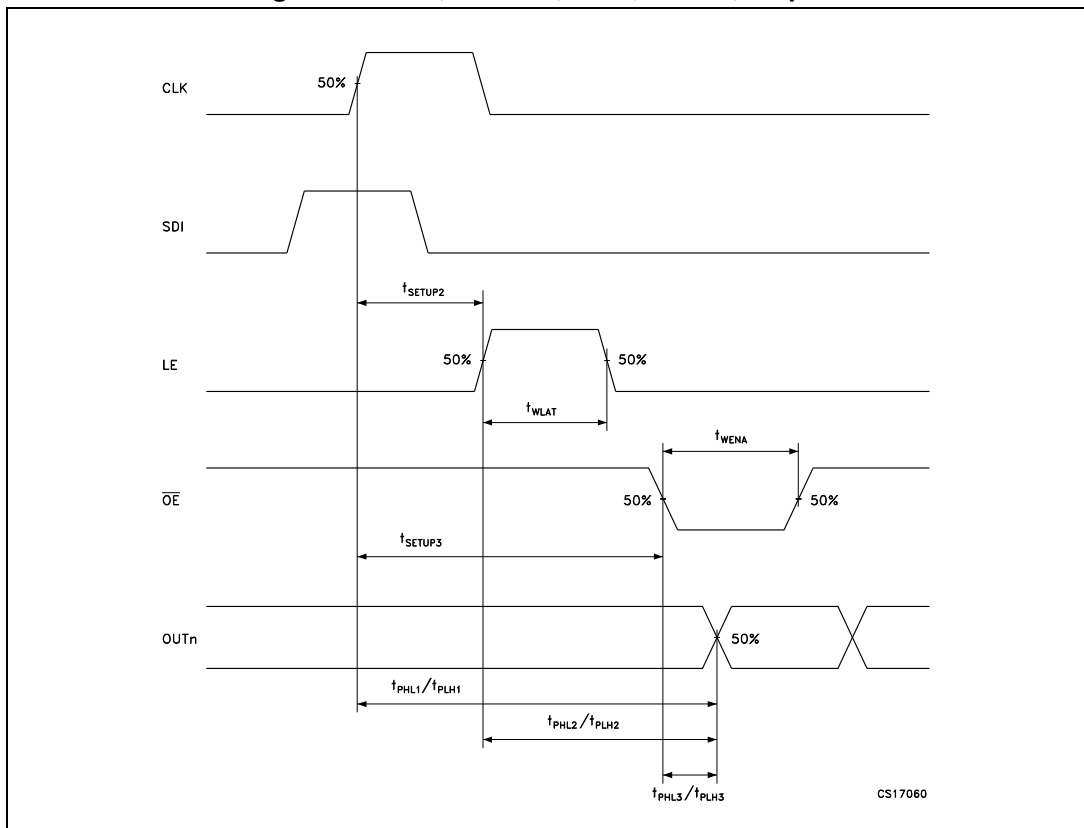 CLK
50%
SDI
tSETUP2
LE
50%
50%
tWLAT
tWENA
OE
50%
50%
tSETUP3
OUTn
50%
tPHL1/tPLH1
tPHL2/tPLH2
tPHL3/tPLH3
CS17060